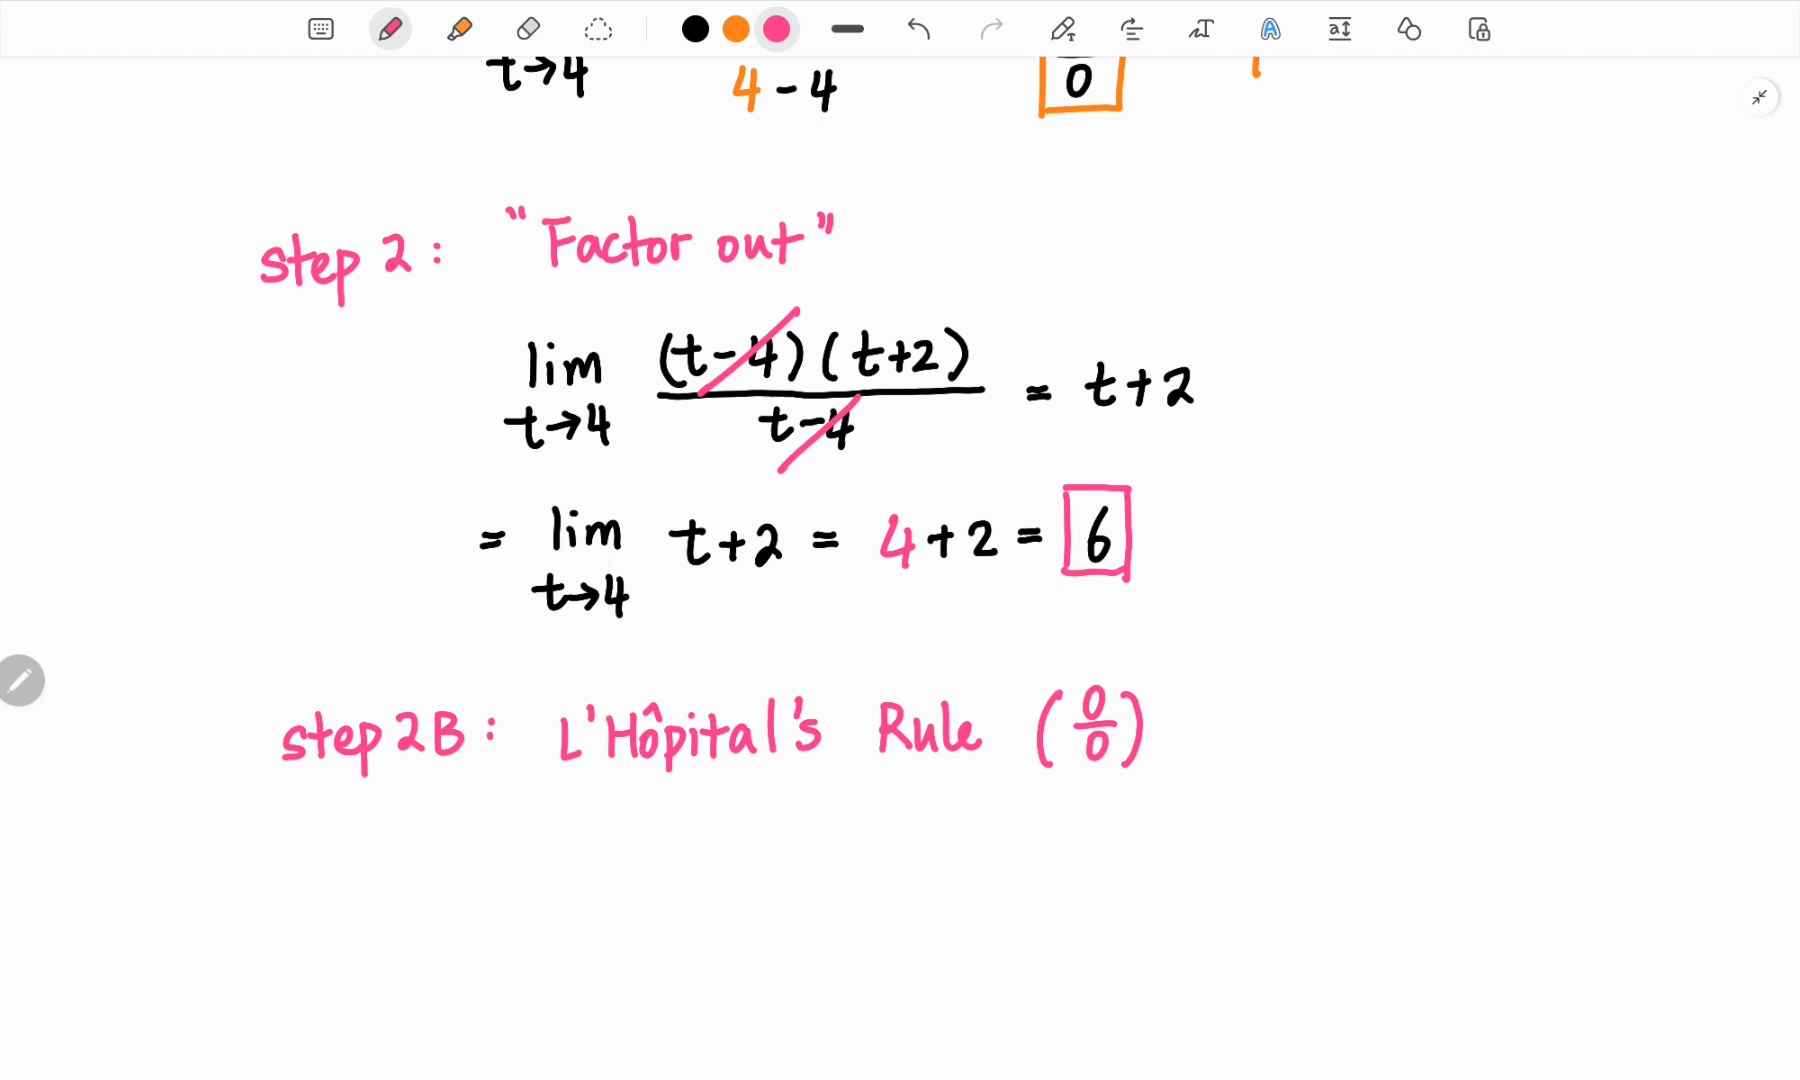 t→4 4-4 0
step 2: "Factor out"
lim (t-4)(t+2) = t+2
t→4 t-4
= lim t+2 = 4+2 = 6
t→4
step 2B: L'Hôpital's Rule (0/0)